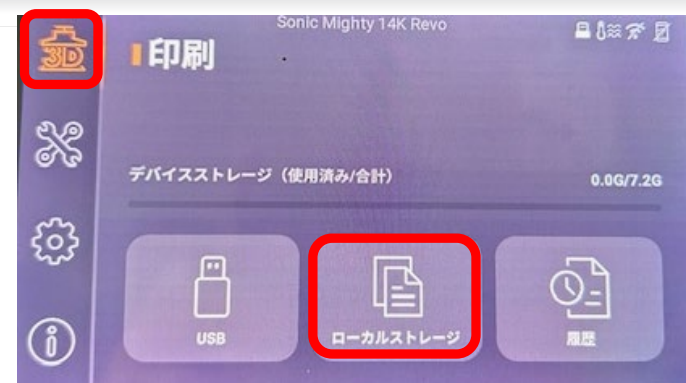 Sonic Mighty 14K Revo
3D
印刷
デバイスストレージ（使用済み/合計）
0.0G/7.2G
USB
ローカルストレージ
履歴